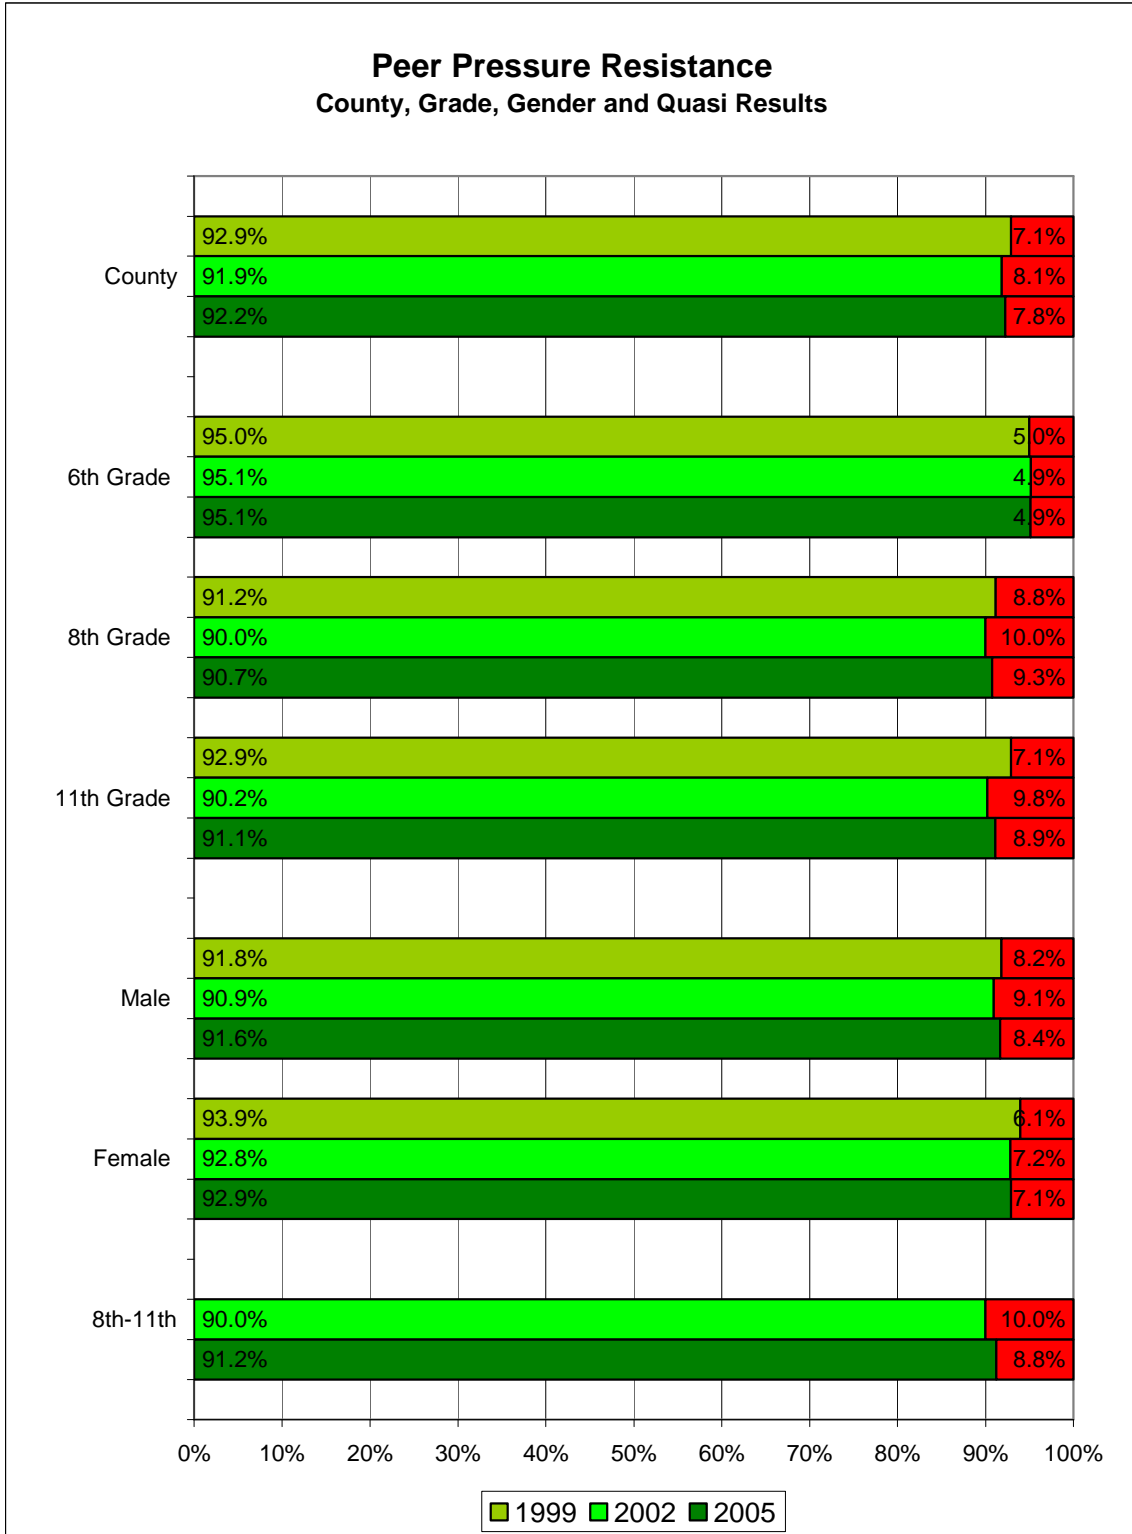 Peer Pressure Resistance
County, Grade, Gender and Quasi Results
92.9% 7.1%
County 91.9% 8.1%
92.2% 7.8%
95.0% 5.0%
6th Grade 95.1% 4.9%
95.1% 4.9%
91.2% 8.8%
8th Grade 90.0% 10.0%
90.7% 9.3%
92.9% 7.1%
11th Grade 90.2% 9.8%
91.1% 8.9%
91.8% 8.2%
Male 90.9% 9.1%
91.6% 8.4%
93.9% 6.1%
Female 92.8% 7.2%
92.9% 7.1%
8th-11th 90.0% 10.0%
91.2% 8.8%
0% 10% 20% 30% 40% 50% 60% 70% 80% 90% 100%
1999 2002 2005